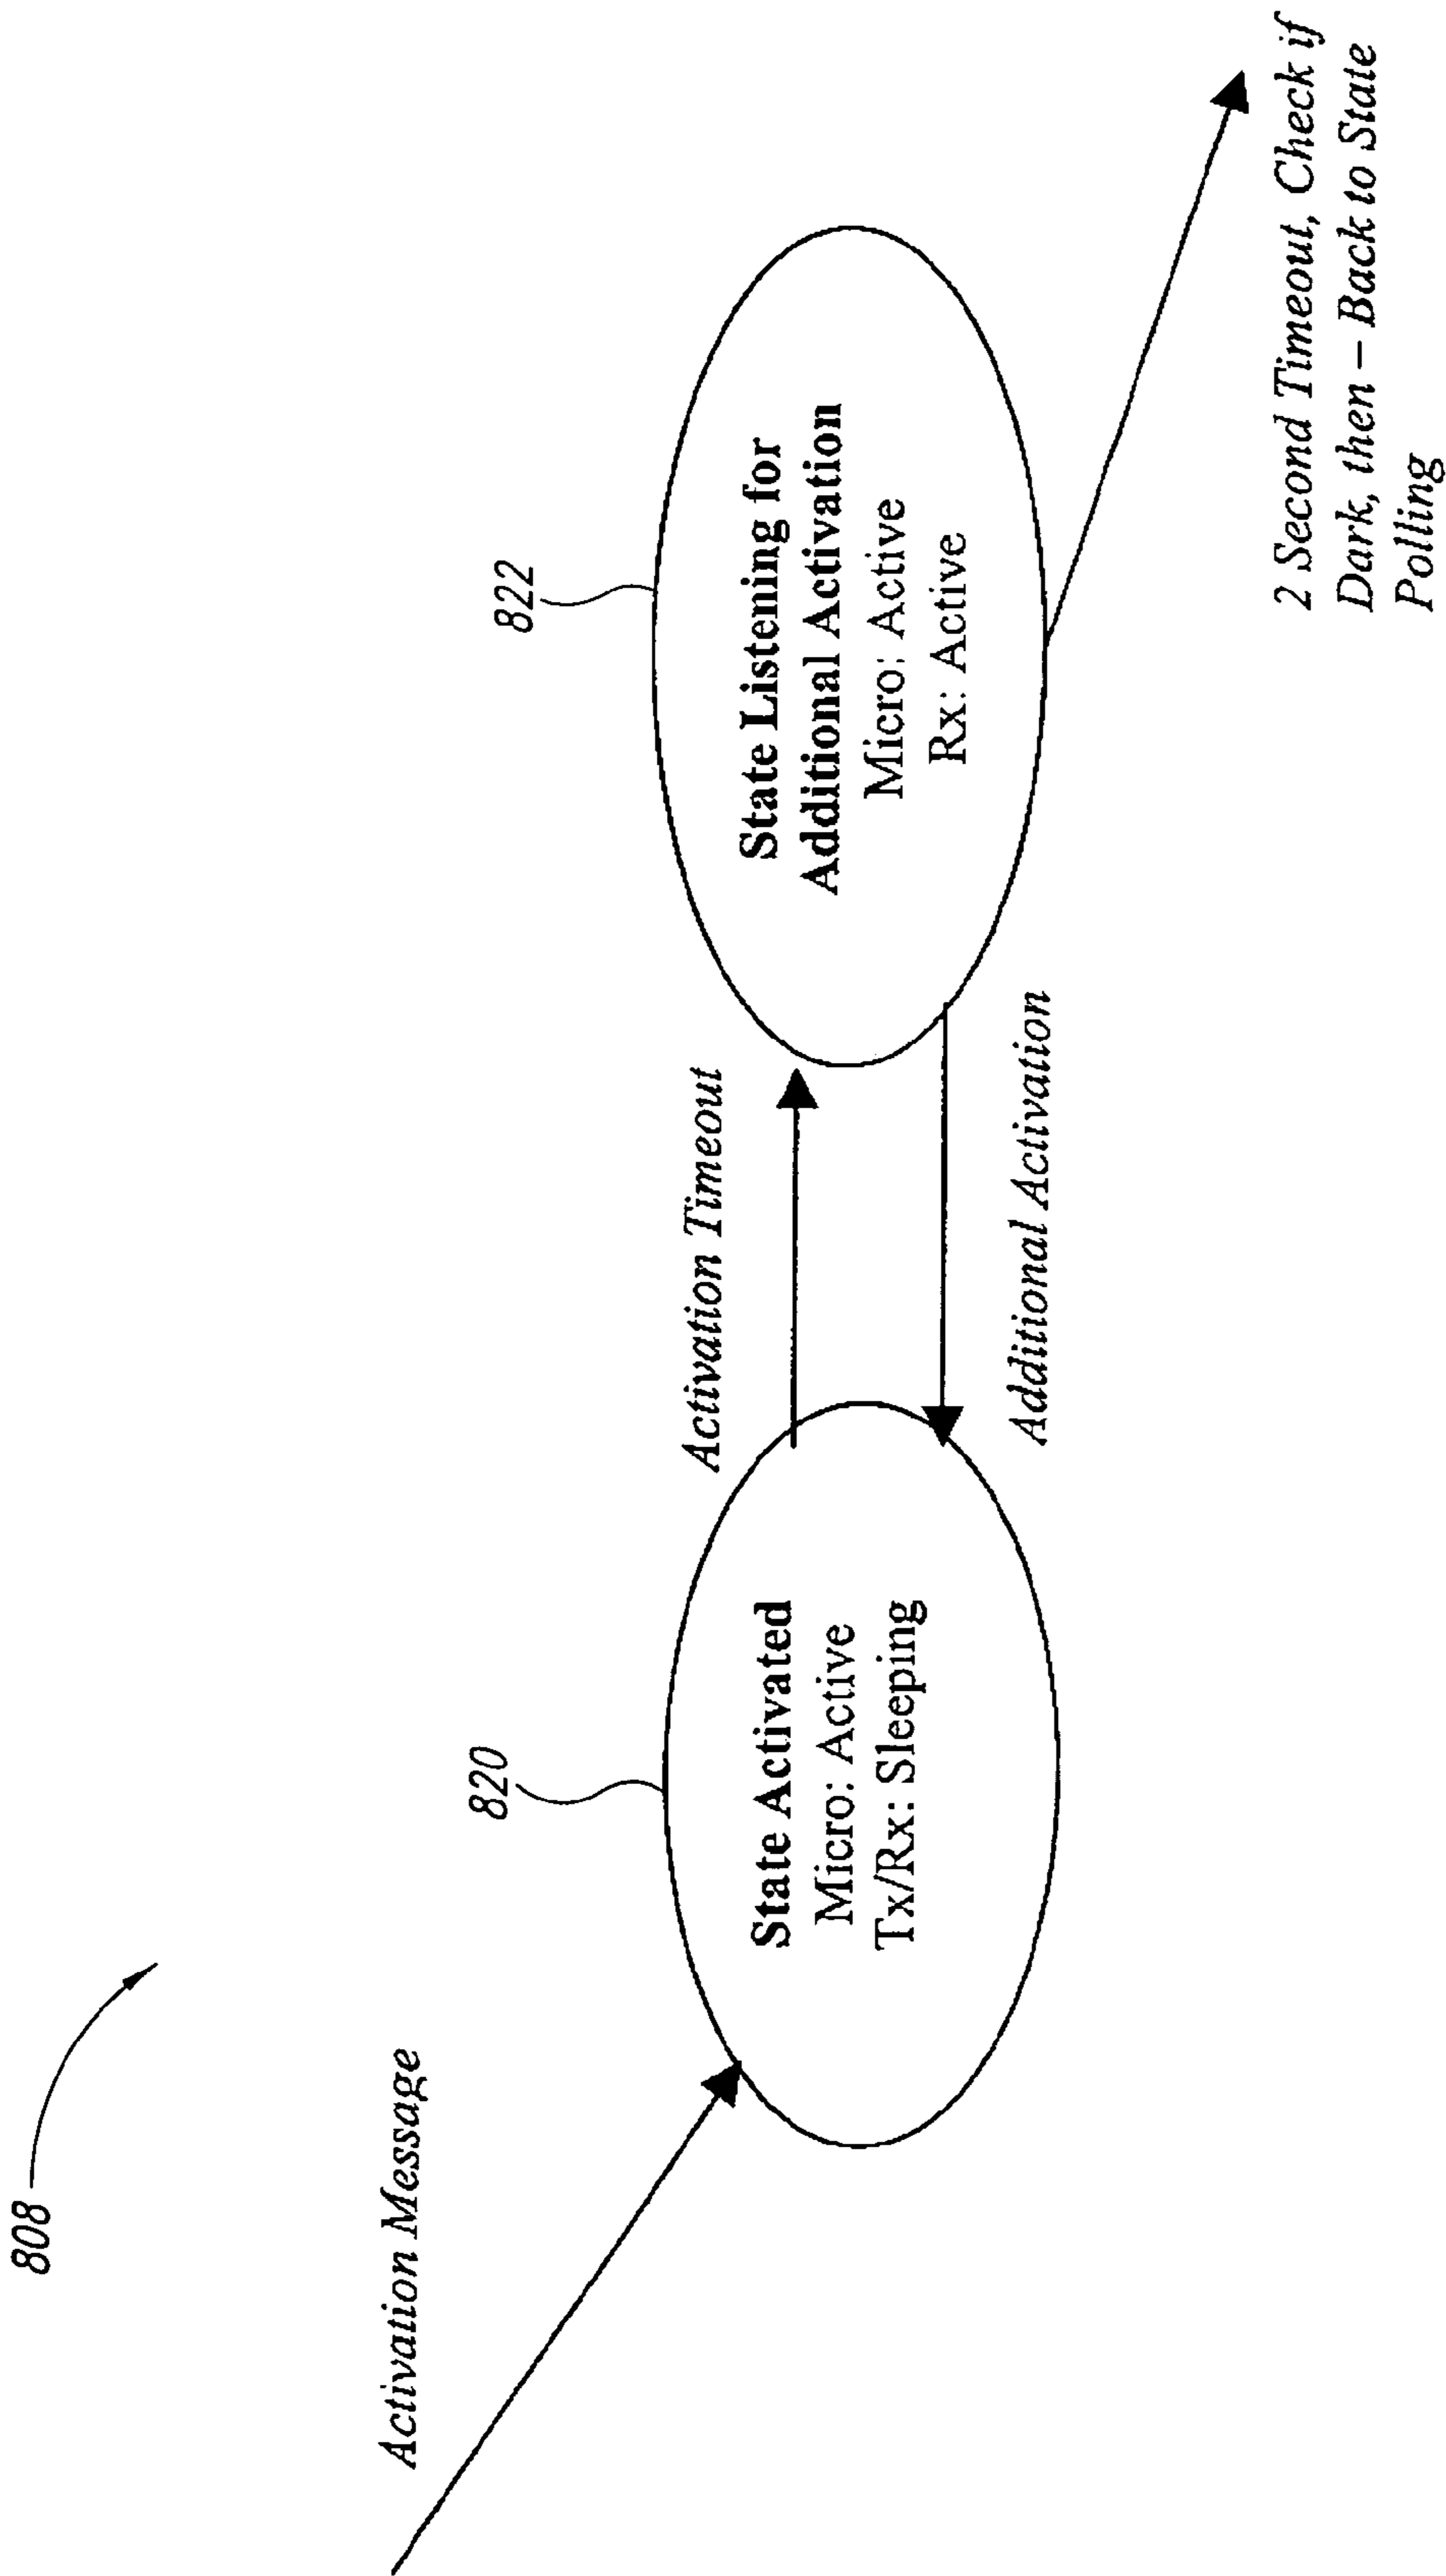 808
Activation Message
820
State Activated
Micro: Active
Tx/Rx: Sleeping
Activation Timeout
Additional Activation
822
State Listening for
Additional Activation
Micro: Active
Rx: Active
2 Second Timeout, Check if
Dark, then – Back to State
Polling